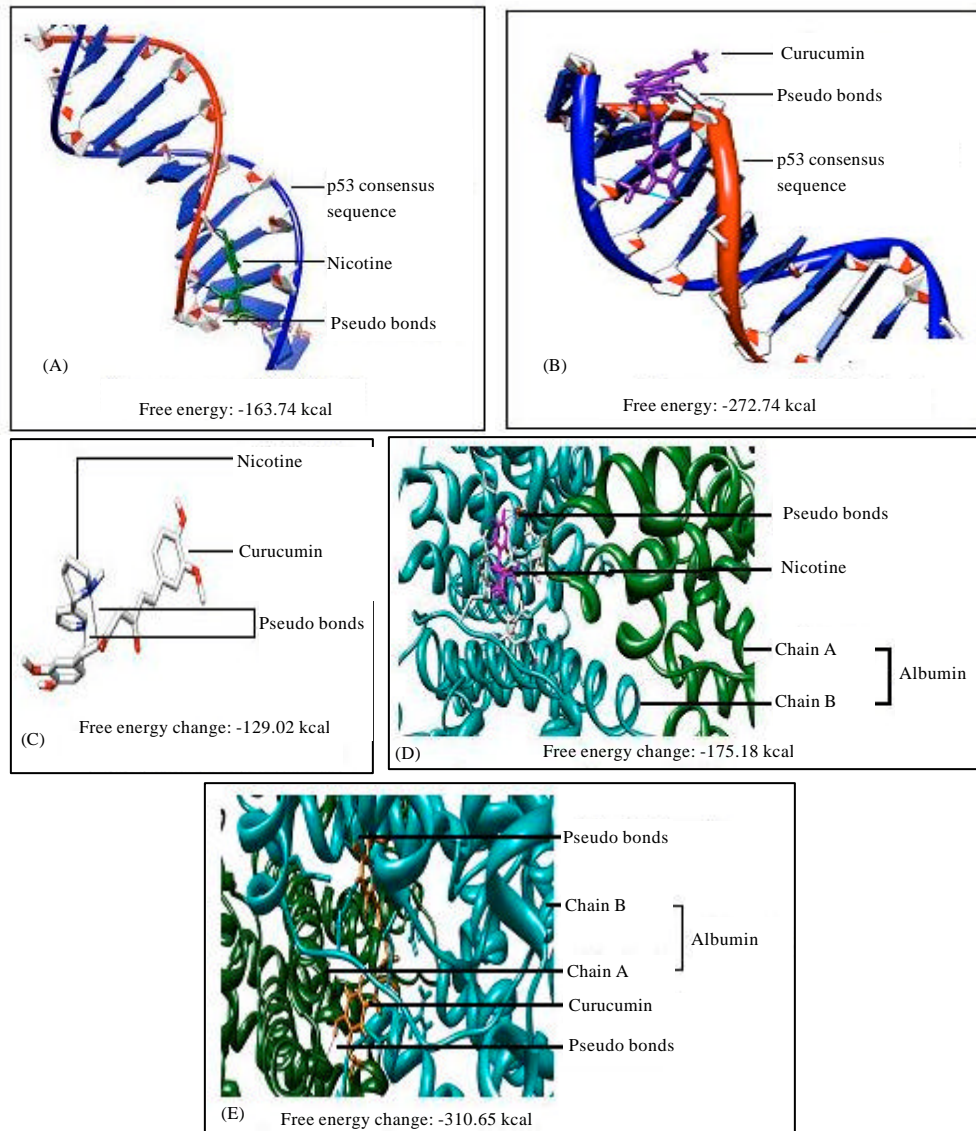 p53 consensus
sequence
Nicotine
Pseudo bonds
(A)
Free energy: -163.74 kcal
Curucumin
Pseudo bonds
p53 consensus
sequence
(B)
Free energy: -272.74 kcal
Nicotine
Curucumin
Pseudo bonds
Free energy change: -129.02 kcal
(C)
Pseudo bonds
Nicotine
Chain A
Albumin
Chain B
(D)
Free energy change: -175.18 kcal
Pseudo bonds
Chain B
Albumin
Chain A
Curucumin
Pseudo bonds
(E)
Free energy change: -310.65 kcal